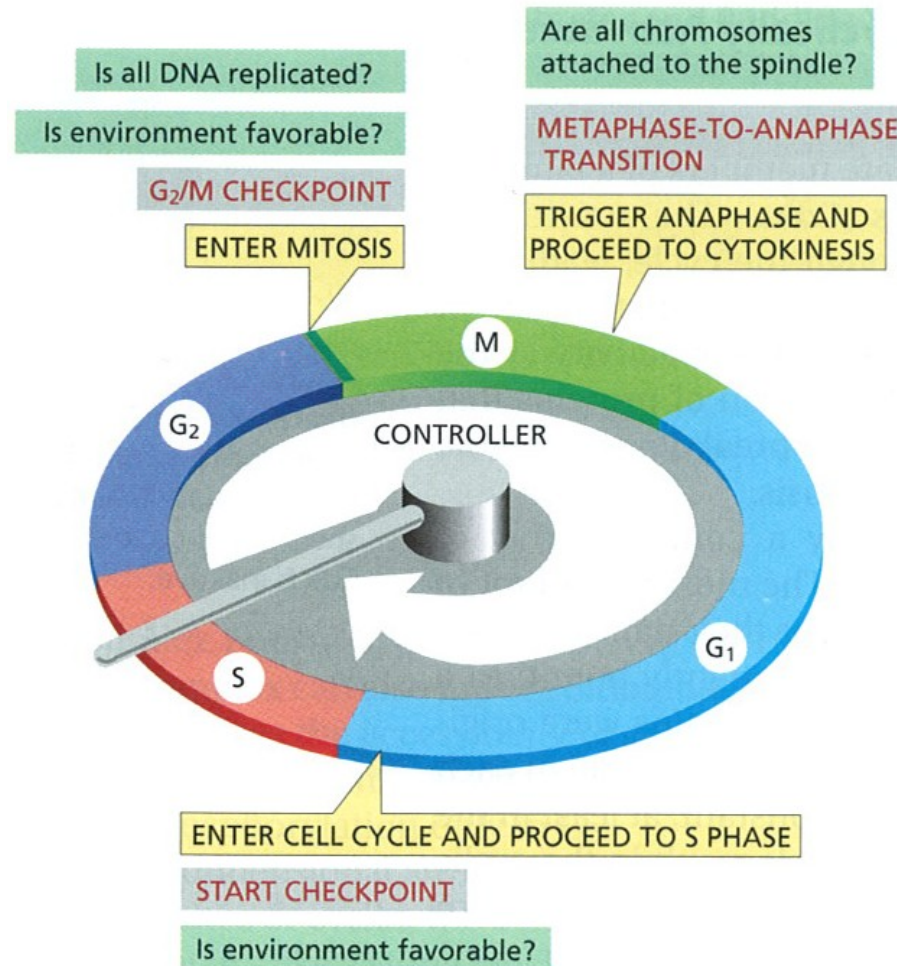 Is all DNA replicated?
Is environment favorable?
G₂/M CHECKPOINT
ENTER MITOSIS
Are all chromosomes
attached to the spindle?
METAPHASE-TO-ANAPHASE
TRANSITION
TRIGGER ANAPHASE AND
PROCEED TO CYTOKINESIS
M
G₂
CONTROLLER
S
G₁
ENTER CELL CYCLE AND PROCEED TO S PHASE
START CHECKPOINT
Is environment favorable?